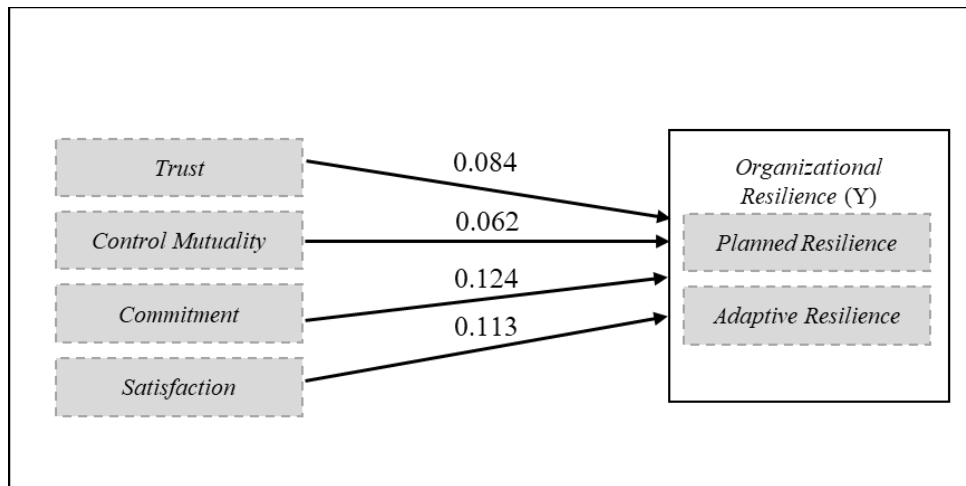 Trust
Control Mutuality
Commitment
Satisfaction
0.084
0.062
0.124
0.113
Organizational
Resilience (Y)
Planned Resilience
Adaptive Resilience